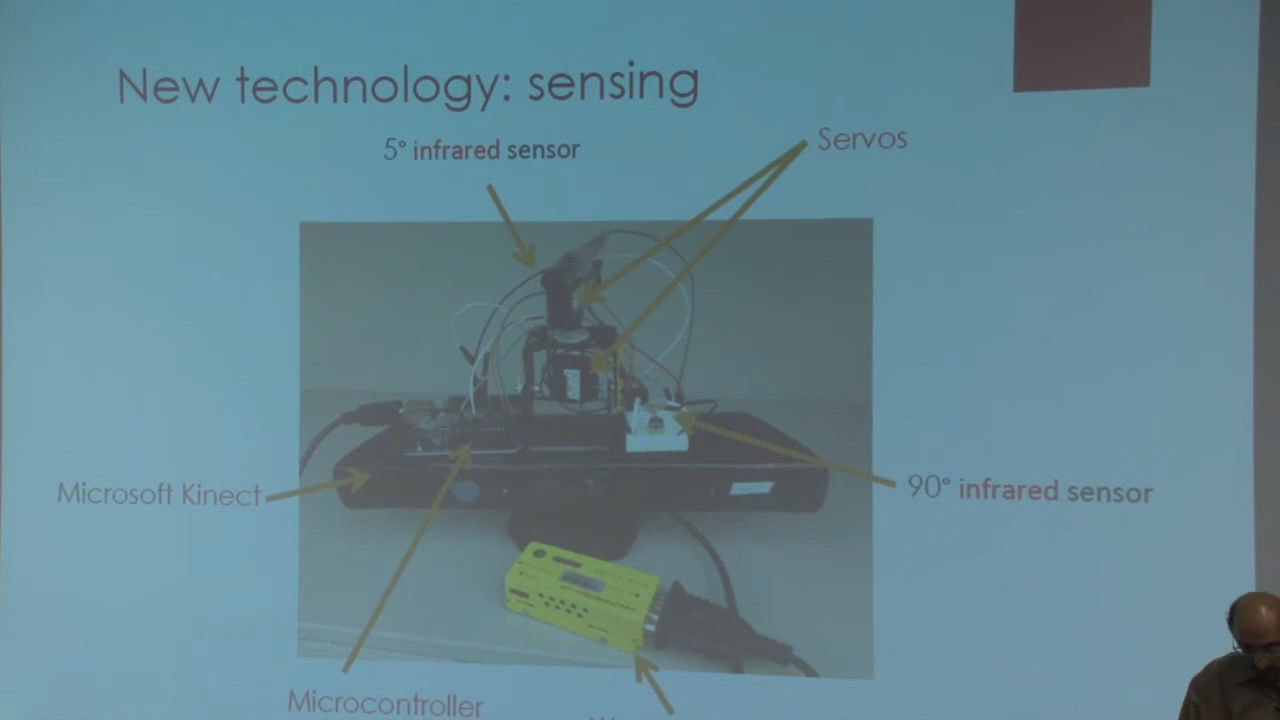 New technology: sensing
5° infrared sensor
Servos
Microsoft Kinect
90° infrared sensor
Microcontroller